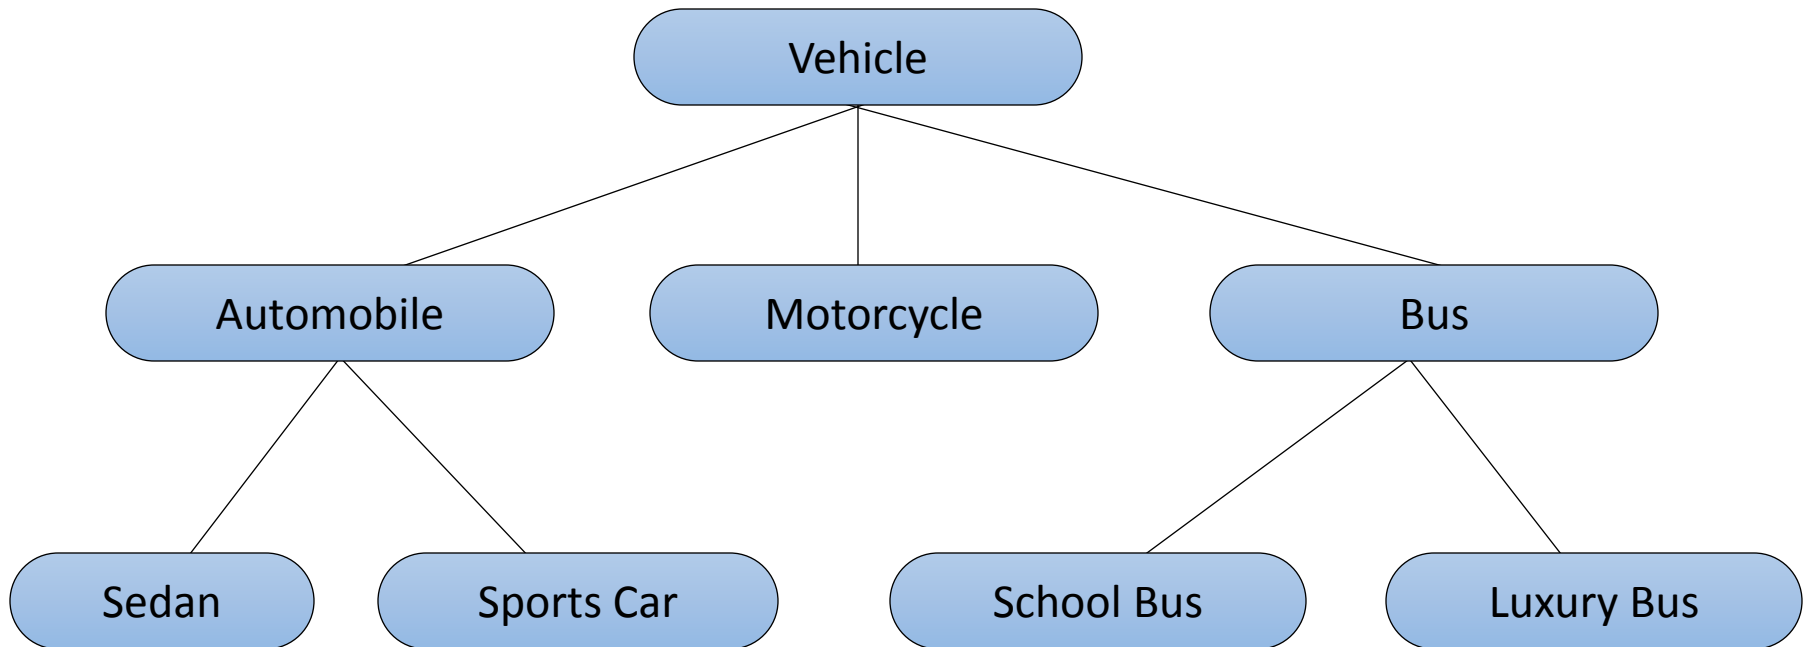 Vehicle
Automobile
Motorcycle
Bus
Sedan
Sports Car
School Bus
Luxury Bus